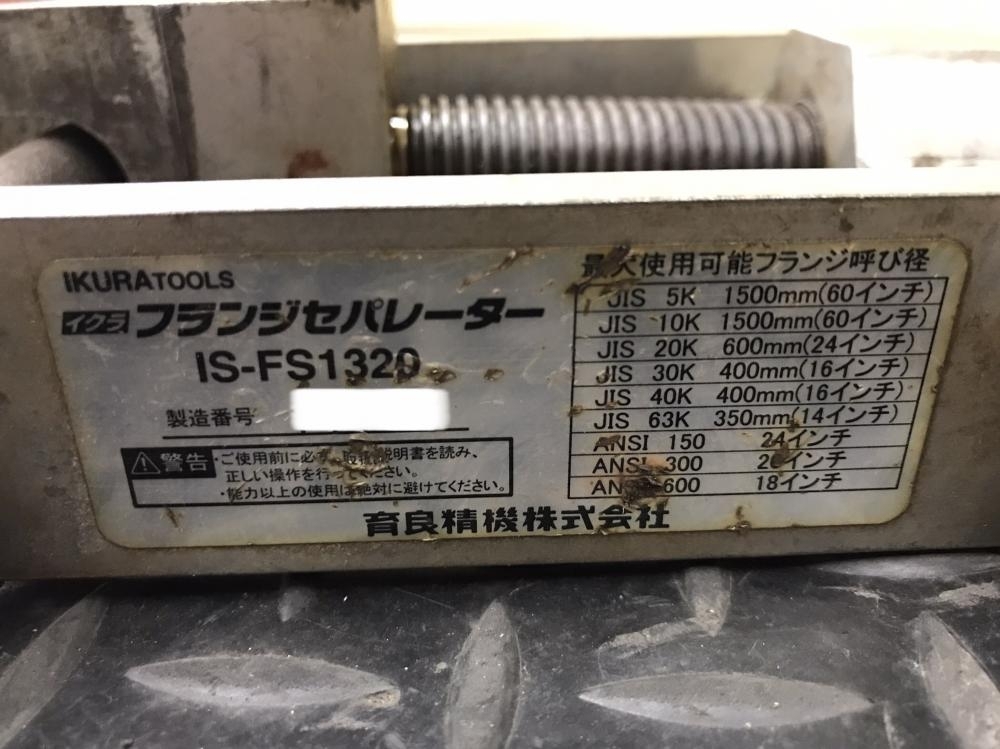 IKURATOOLS
イクラ フランジセパレーター
IS-FS1320
製造番号
警告
・ご使用前に必ず、取扱説明書を読み、
正しい操作を行ってください。
・能力以上の使用は絶対に避けてください。
最大使用可能フランジ呼び径
JIS 5K 1500mm(60インチ)
JIS 10K 1500mm(60インチ)
JIS 20K 600mm(24インチ)
JIS 30K 400mm(16インチ)
JIS 40K 400mm(16インチ)
JIS 63K 350mm(14インチ)
ANSI 150 24インチ
ANSI 300 20インチ
ANSI 600 18インチ
育良精機株式会社